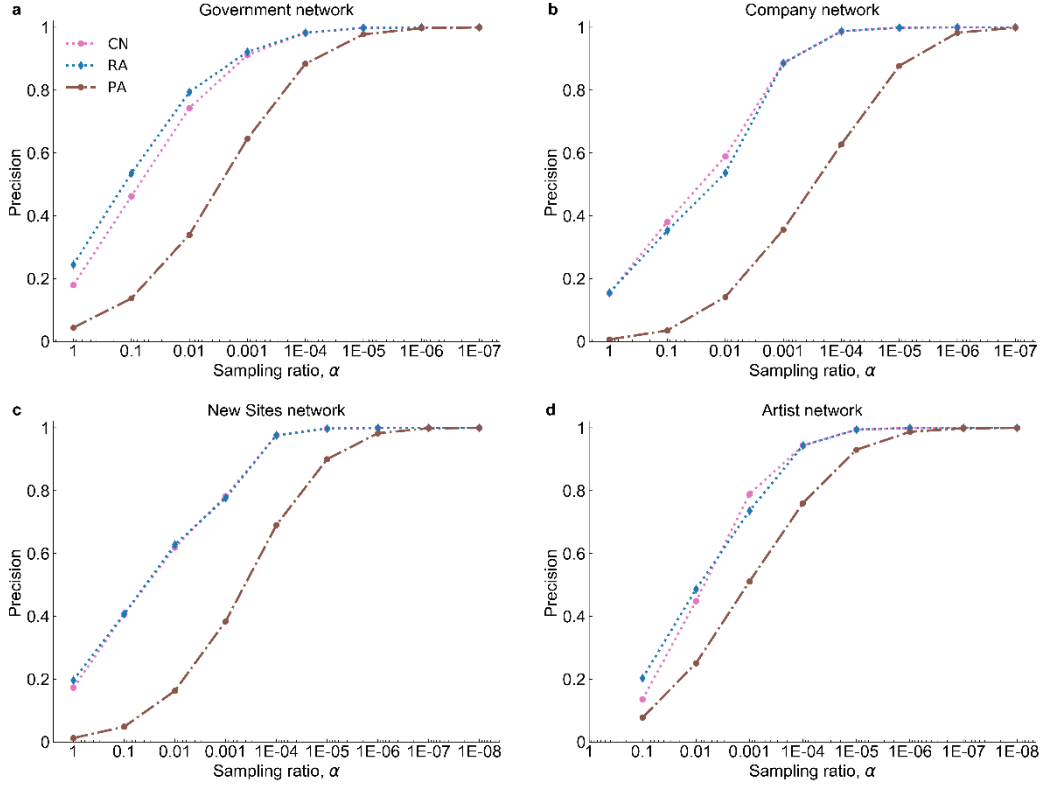 a Government network
CN
RA
PA
Precision
1
0.8
0.6
0.4
0.2
0
1 0.1 0.01 0.001 1E-04 1E-05 1E-06 1E-07
Sampling ratio, α
b Company network
Precision
1
0.8
0.6
0.4
0.2
0
1 0.1 0.01 0.001 1E-04 1E-05 1E-06 1E-07
Sampling ratio, α
c New Sites network
Precision
1
0.8
0.6
0.4
0.2
0
1 0.1 0.01 0.001 1E-04 1E-05 1E-06 1E-07 1E-08
Sampling ratio, α
d Artist network
Precision
1
0.8
0.6
0.4
0.2
0
1 0.1 0.01 0.001 1E-04 1E-05 1E-06 1E-07 1E-08
Sampling ratio, α